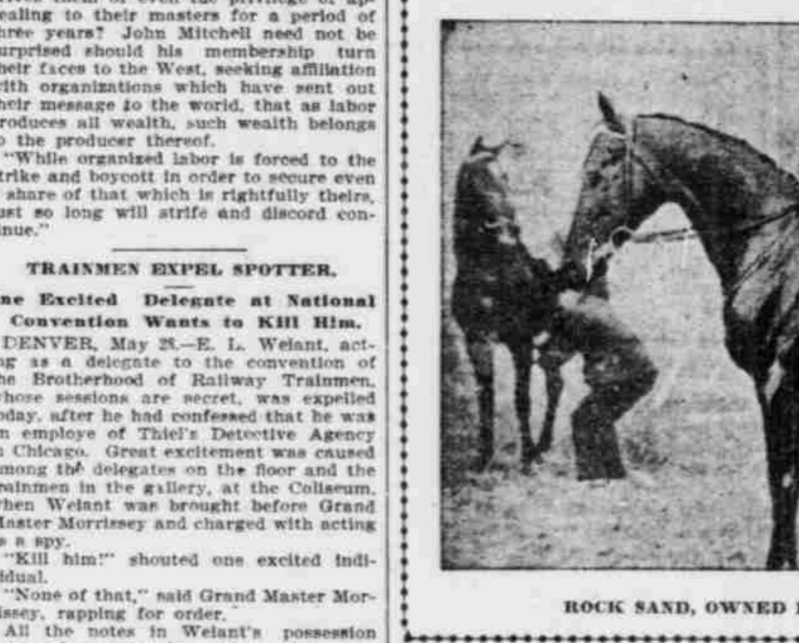 ealing to their masters for a period of
hree years? John Mitchell need not be
urprised should his membership turn
heir faces to the West, seeking affiliation
ith organizations which have sent out
heir message to the world, that as labor
roduces all wealth, such wealth belongs
o the producer thereof.
"While organized labor is forced to the
trike and boycott in order to secure even
share of that which is rightfully theirs,
ust so long will strife and discord con-
inue."
TRAINMEN EXPEL SPOTTER.
ne Excited Delegate at National
Convention Wants to Kill Him.
DENVER, May 28.—E. L. Weiant, act-
ng as a delegate to the convention of
he Brotherhood of Railway Trainmen,
hose sessions are secret, was expelled
oday, after he had confessed that he was
n employe of Thiel's Detective Agency
Chicago. Great excitement was caused
mong the delegates on the floor and the
rainmen in the gallery, at the Coliseum,
hen Weiant was brought before Grand
Master Morrissey and charged with acting
s a spy.
"Kill him!" shouted one excited indi-
idual.
"None of that," said Grand Master Mor-
issey, rapping for order.
All the notes in Weiant's possession
ROCK SAND, OWNED